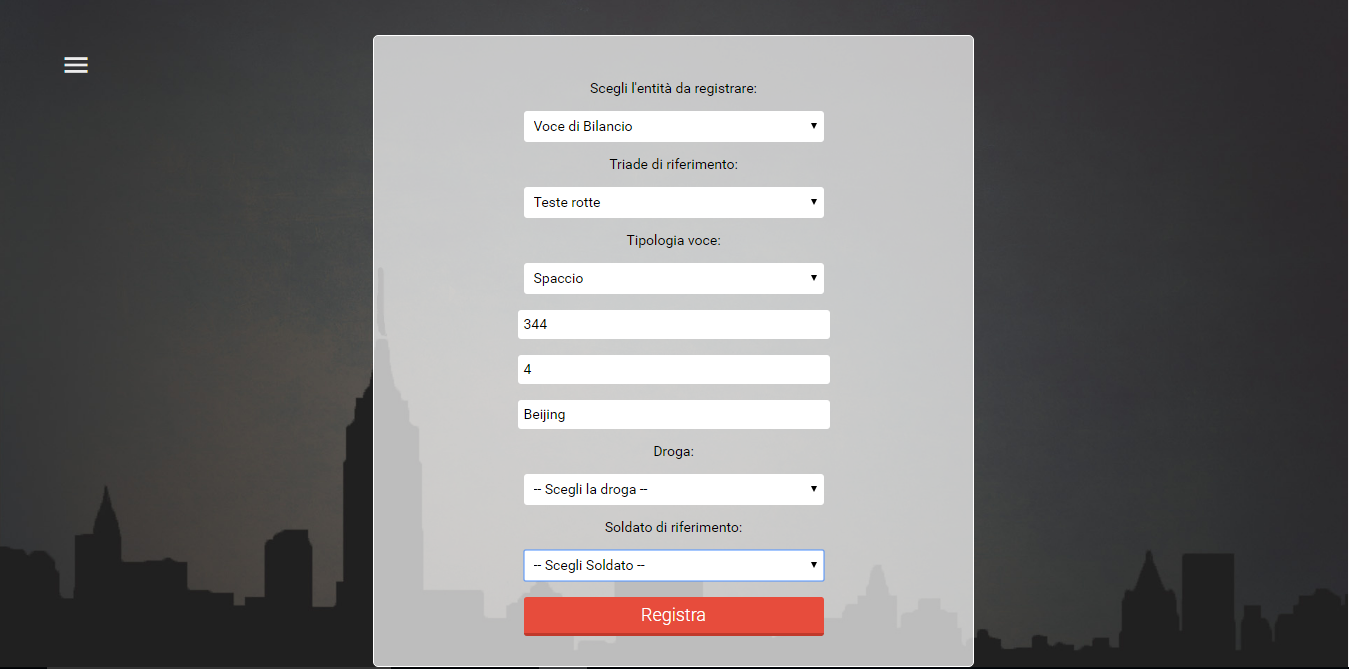 Scegli l'entità da registrare:
Voce di Bilancio
Triade di riferimento:
Teste rotte
Tipologia voce:
Spaccio
344
4
Beijing
Droga:
-- Scegli la droga --
Soldato di riferimento:
-- Scegli Soldato --
Registra